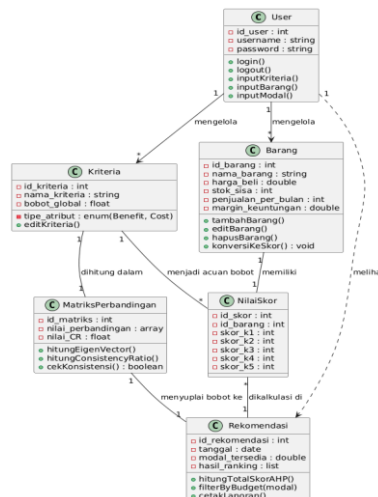 C User
id_user : int
username : string
password : string
login()
logout()
inputKriteria()
inputBarang()
inputModal()
1 1 1
mengelola mengelola
* *
C Kriteria
id_kriteria : int
nama_kriteria : string
bobot_global : float
tipe_atribut : enum(Benefit, Cost)
editKriteria()
C Barang
id_barang : int
nama_barang : string
harga_beli : double
stok_sisa : int
penjualan_per_bulan : int
margin_keuntungan : double
tambahBarang()
editBarang()
hapusBarang()
konversiKeSkor() : void
1 1 1
dihitung dalam menjadi acuan bobot memiliki meliha
1 * 1
C MatriksPerbandingan
id_matriks : int
nilai_perbandingan : array
nilai_CR : float
hitungEigenVector()
hitungConsistencyRatio()
cekKonsistensi() : boolean
C NilaiSkor
id_skor : int
id_barang : int
skor_k1 : int
skor_k2 : int
skor_k3 : int
skor_k4 : int
skor_k5 : int
1 *
menyuplai bobot ke dikalkulasi di
1 1 1
C Rekomendasi
id_rekomendasi : int
tanggal : date
modal_tersedia : double
hasil_ranking : list
hitungTotalSkorAHP()
filterByBudget(modal)
cetakLaporan()